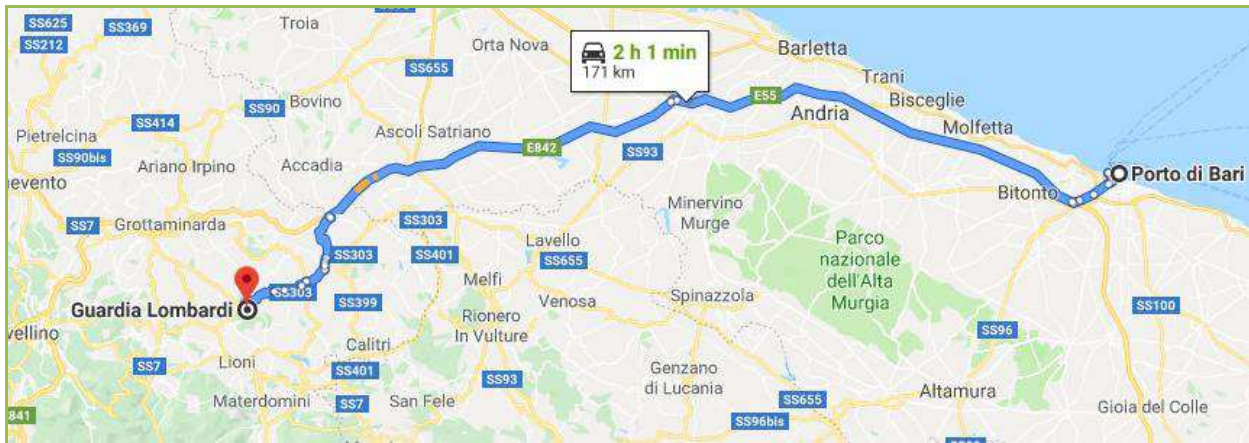 SS625
SS369
Troia
SS212
Orta Nova
2 h 1 min
171 km
Barletta
SS655
Trani
E55
Bisceglie
SS90
Bovino
Andria
Molfetta
SS414
Pietrelcina
Ascoli Satriano
E842
SS93
SS90bis
Ariano Irpino
Accadia
Porto di Bari
evento
Bitonto
Minervino
Murge
SS7
Grottaminarda
SS303
Lavello
Parco
nazionale
dell'Alta
Murgia
SS303
SS401
SS655
Melfi
SS303
SS399
Venosa
Spinazzola
SS100
Guardia Lombardi
Rionero
In Vulture
vellino
SS96
Calitri
SS7
Lioni
SS401
Genzano
di Lucania
SS93
Altamura
Materdomini
SS7
San Fele
SS655
Gioia del Colle
841
SS96bis